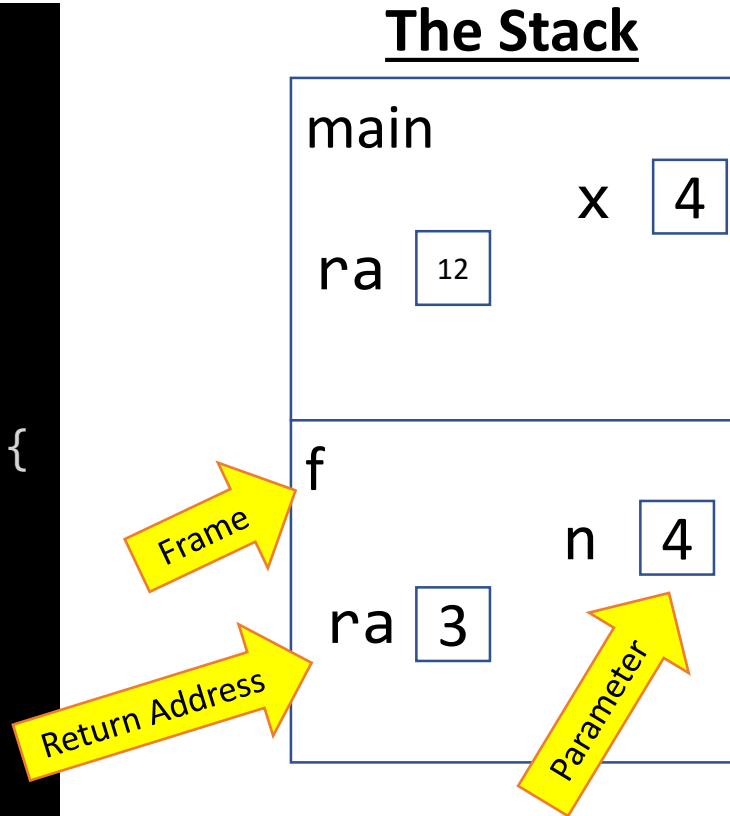 The Stack
main
x 4
ra 12
{
f
Frame
n 4
ra 3
Return Address
Parameter